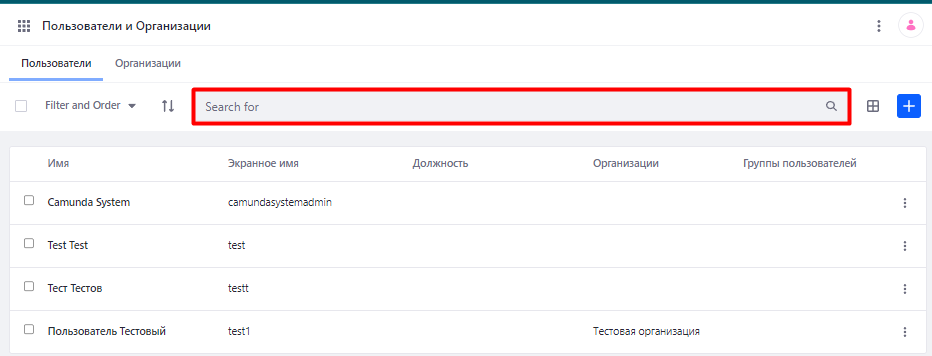 Пользователи и Организации
Пользователи Организации
Filter and Order Search for
Имя Экранное имя Должность Организации Группы пользователей
Camunda System camundasystemadmin
Test Test test
Тест Тестов testt
Пользователь Тестовый test1 Тестовая организация